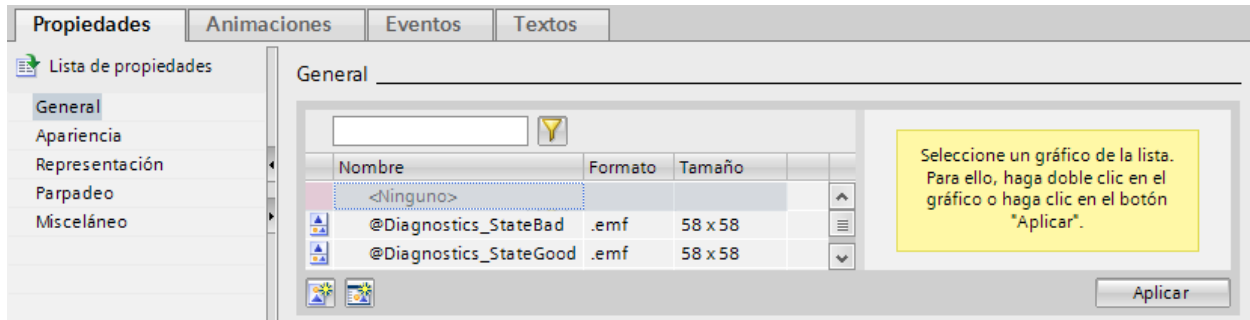 Propiedades Animaciones Eventos Textos
Lista de propiedades
General
Apariencia
Representación
Parpadeo
Misceláneo
General
Nombre Formato Tamaño
<Ninguno>
@Diagnostics_StateBad .emf 58 x 58
@Diagnostics_StateGood .emf 58 x 58
Seleccione un gráfico de la lista.
Para ello, haga doble clic en el
gráfico o haga clic en el botón
"Aplicar".
Aplicar